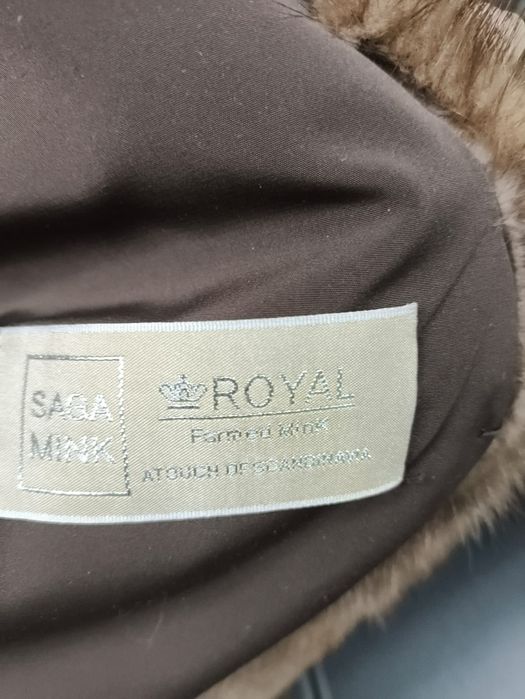 SAGA
MINK
ROYAL
Farmed Mink
A TOUCH OF SCANDINAVIA